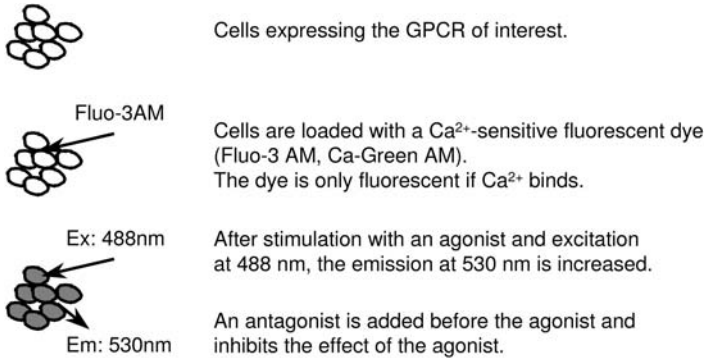 Cells expressing the GPCR of interest.
Fluo-3AM
Cells are loaded with a Ca²⁺-sensitive fluorescent dye
(Fluo-3 AM, Ca-Green AM).
The dye is only fluorescent if Ca²⁺ binds.
Ex: 488nm
After stimulation with an agonist and excitation
at 488 nm, the emission at 530 nm is increased.
An antagonist is added before the agonist and
Em: 530nm
inhibits the effect of the agonist.